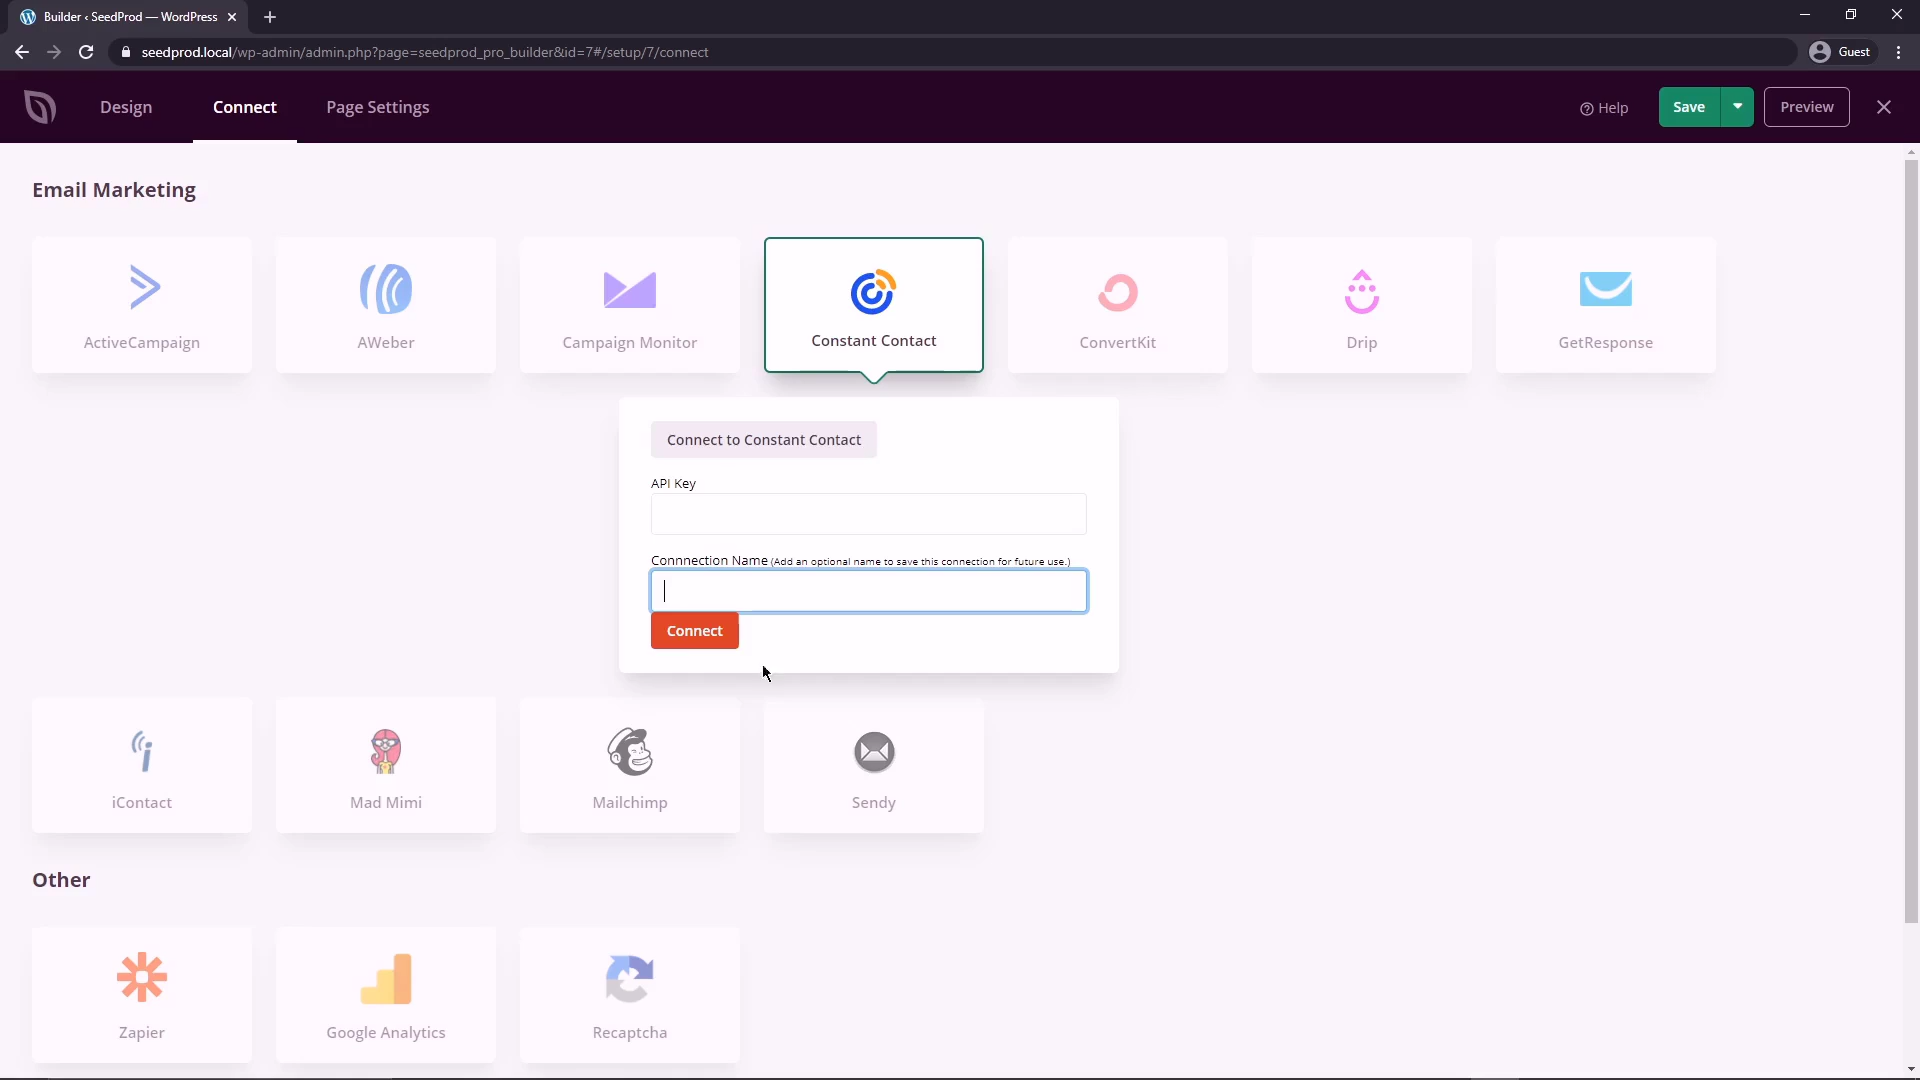 Builder ‹ SeedProd — WordPress
seedprod.local/wp-admin/admin.php?page=seedprod_pro_builder&id=7#/setup/7/connect
Guest
Design
Connect
Page Settings
Help
Save
Preview
Email Marketing
ActiveCampaign
AWeber
Campaign Monitor
Constant Contact
ConvertKit
Drip
GetResponse
Connect to Constant Contact
API Key
Connnection Name (Add an optional name to save this connection for future use.)
Connect
iContact
Mad Mimi
Mailchimp
Sendy
Other
Zapier
Google Analytics
Recaptcha